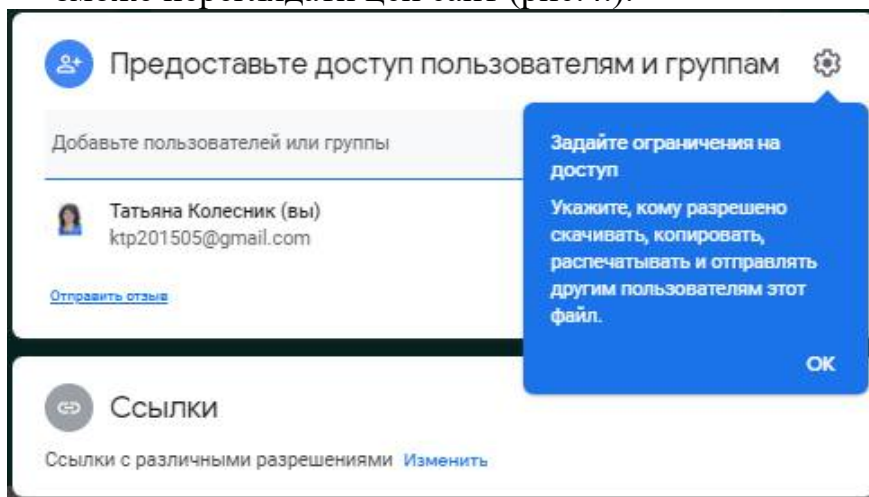 Предоставьте доступ пользователям и группам
Добавьте пользователей или группы
Татьяна Колесник (вы)
ktp201505@gmail.com
Отправить отзыв
Задайте ограничения на
доступ
Укажите, кому разрешено
скачивать, копировать,
распечатывать и отправлять
другим пользователям этот
файл.
ОК
Ссылки
Ссылки с различными разрешениями Изменить